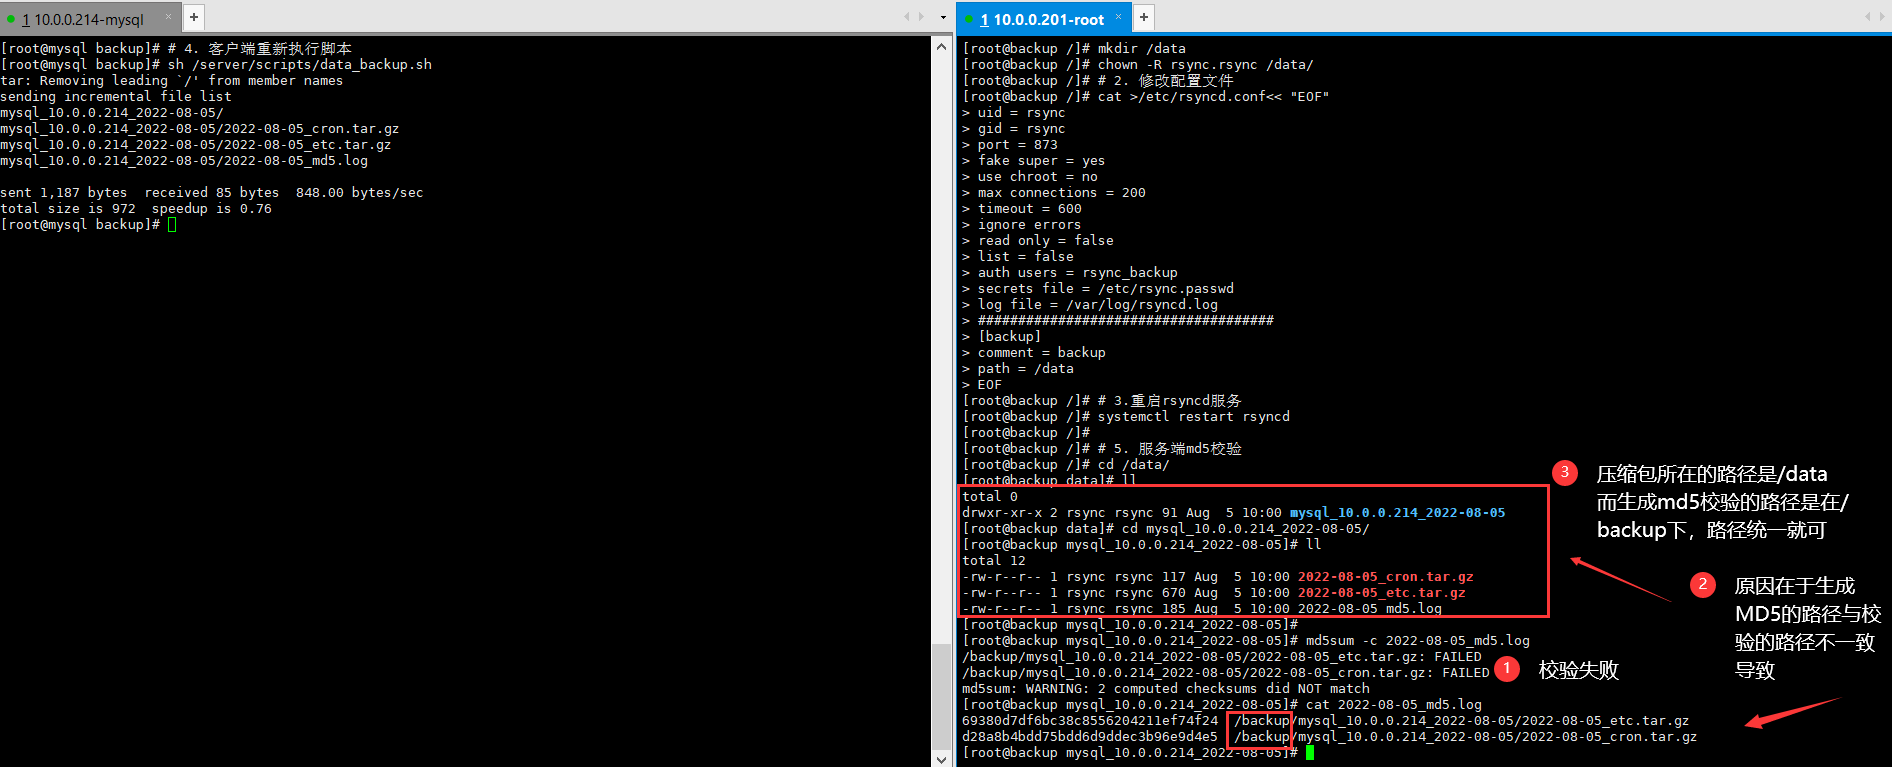 1 10.0.0.214-mysql × +
[root@mysql backup]# # 4. 客户端重新执行脚本
[root@mysql backup]# sh /server/scripts/data_backup.sh
tar: Removing leading `/' from member names
sending incremental file list
mysql_10.0.0.214_2022-08-05/
mysql_10.0.0.214_2022-08-05/2022-08-05_cron.tar.gz
mysql_10.0.0.214_2022-08-05/2022-08-05_etc.tar.gz
mysql_10.0.0.214_2022-08-05/2022-08-05_md5.log
sent 1,187 bytes  received 85 bytes  848.00 bytes/sec
total size is 972  speedup is 0.76
[root@mysql backup]#
1 10.0.0.201-root × +
[root@backup /]# mkdir /data
[root@backup /]# chown -R rsync.rsync /data/
[root@backup /]# # 2. 修改配置文件
[root@backup /]# cat >/etc/rsyncd.conf<< "EOF"
> uid = rsync
> gid = rsync
> port = 873
> fake super = yes
> use chroot = no
> max connections = 200
> timeout = 600
> ignore errors
> read only = false
> list = false
> auth users = rsync_backup
> secrets file = /etc/rsync.passwd
> log file = /var/log/rsyncd.log
> #####################################
> [backup]
> comment = backup
> path = /data
> EOF
[root@backup /]# # 3.重启rsyncd服务
[root@backup /]# systemctl restart rsyncd
[root@backup /]#
[root@backup /]# # 5. 服务端md5校验
[root@backup /]# cd /data/
[root@backup data]# ll
total 0
drwxr-xr-x 2 rsync rsync 91 Aug  5 10:00 mysql_10.0.0.214_2022-08-05
[root@backup data]# cd mysql_10.0.0.214_2022-08-05/
[root@backup mysql_10.0.0.214_2022-08-05]# ll
total 12
-rw-r--r-- 1 rsync rsync 117 Aug  5 10:00 2022-08-05_cron.tar.gz
-rw-r--r-- 1 rsync rsync 670 Aug  5 10:00 2022-08-05_etc.tar.gz
-rw-r--r-- 1 rsync rsync 185 Aug  5 10:00 2022-08-05_md5.log
[root@backup mysql_10.0.0.214_2022-08-05]#
[root@backup mysql_10.0.0.214_2022-08-05]# md5sum -c 2022-08-05_md5.log
/backup/mysql_10.0.0.214_2022-08-05/2022-08-05_etc.tar.gz: FAILED
/backup/mysql_10.0.0.214_2022-08-05/2022-08-05_cron.tar.gz: FAILED
md5sum: WARNING: 2 computed checksums did NOT match
[root@backup mysql_10.0.0.214_2022-08-05]# cat 2022-08-05_md5.log
69380d7df6bc38c8556204211ef74f24  /backup/mysql_10.0.0.214_2022-08-05/2022-08-05_etc.tar.gz
d28a8b4bdd75bdd6d9ddec3b96e9d4e5  /backup/mysql_10.0.0.214_2022-08-05/2022-08-05_cron.tar.gz
[root@backup mysql_10.0.0.214_2022-08-05]#
3 压缩包所在的路径是/data
而生成md5校验的路径是在/
backup下，路径统一就可
2 原因在于生成
MD5的路径与校
验的路径不一致
导致
1 校验失败